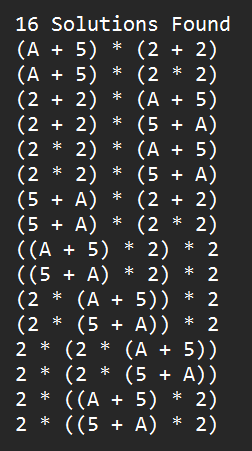 16 Solutions Found
(A + 5) * (2 + 2)
(A + 5) * (2 * 2)
(2 + 2) * (A + 5)
(2 + 2) * (5 + A)
(2 * 2) * (A + 5)
(2 * 2) * (5 + A)
(5 + A) * (2 + 2)
(5 + A) * (2 * 2)
((A + 5) * 2) * 2
((5 + A) * 2) * 2
(2 * (A + 5)) * 2
(2 * (5 + A)) * 2
2 * (2 * (A + 5))
2 * (2 * (5 + A))
2 * ((A + 5) * 2)
2 * ((5 + A) * 2)